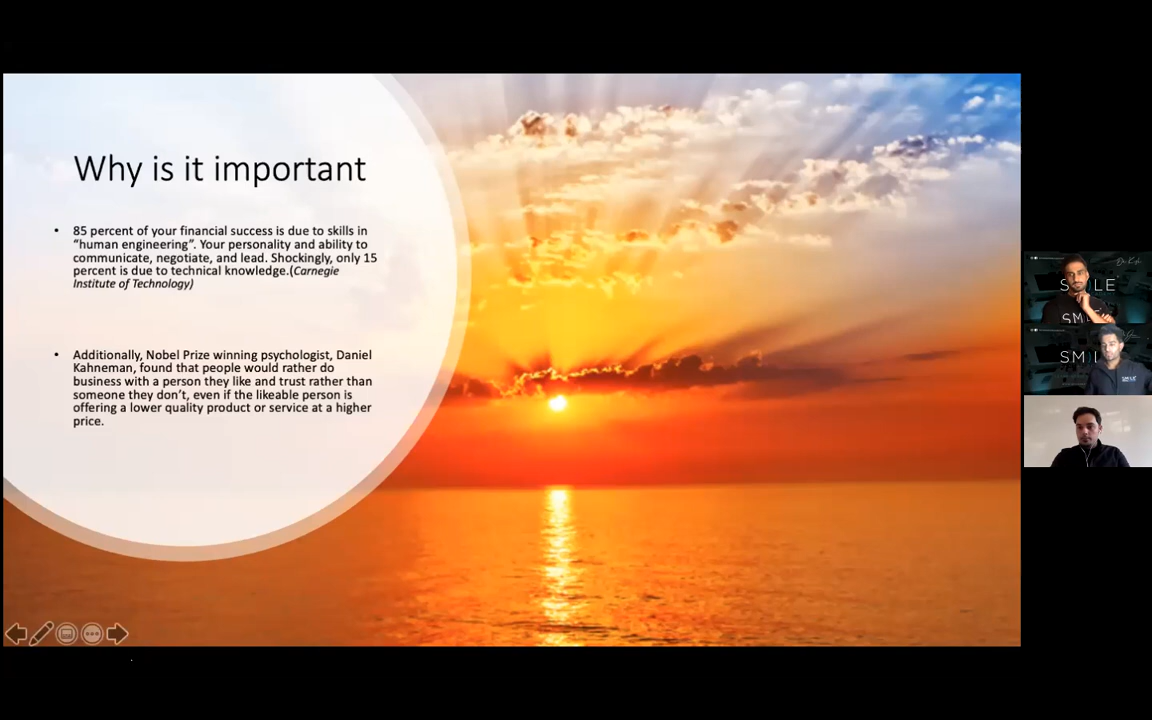 Why is it important
• 85 percent of your financial success is due to skills in
“human engineering”. Your personality and ability to
communicate, negotiate, and lead. Shockingly, only 15
percent is due to technical knowledge.(Carnegie
Institute of Technology)
• Additionally, Nobel Prize winning psychologist, Daniel
Kahneman, found that people would rather do
business with a person they like and trust rather than
someone they don’t, even if the likeable person is
offering a lower quality product or service at a higher
price.